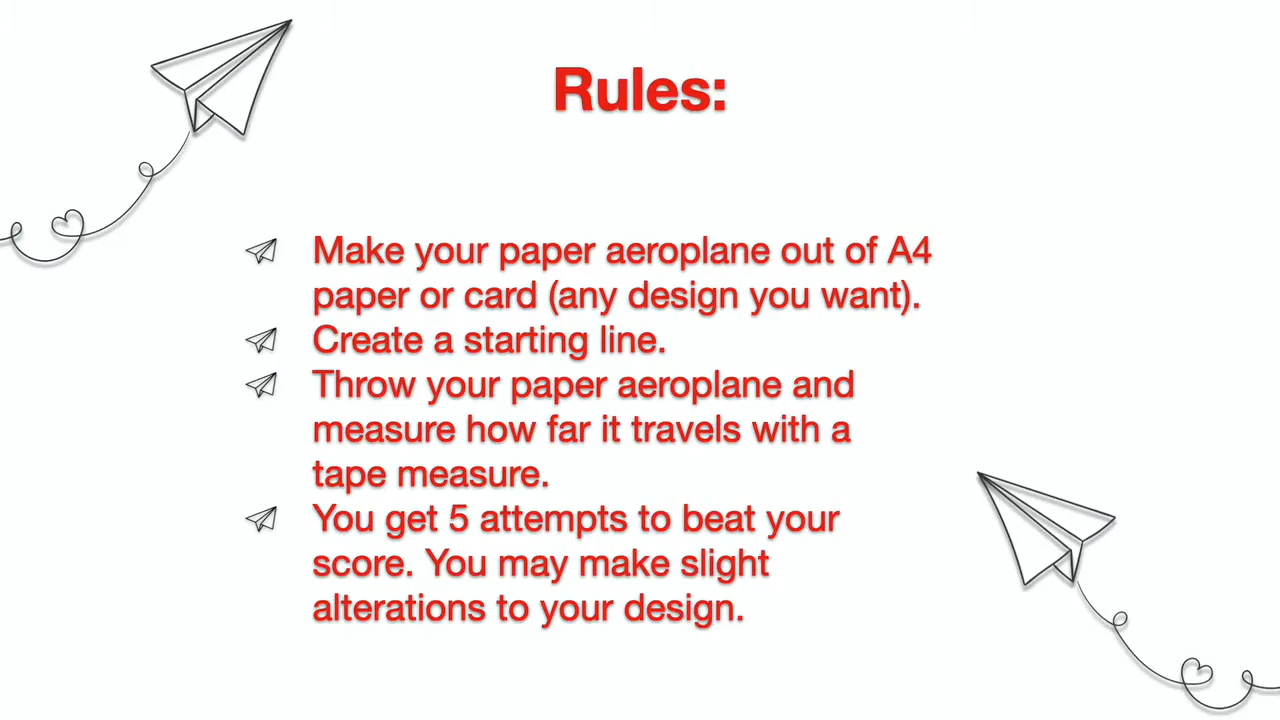 Rules:
Make your paper aeroplane out of A4
paper or card (any design you want).
Create a starting line.
Throw your paper aeroplane and
measure how far it travels with a
tape measure.
You get 5 attempts to beat your
score. You may make slight
alterations to your design.